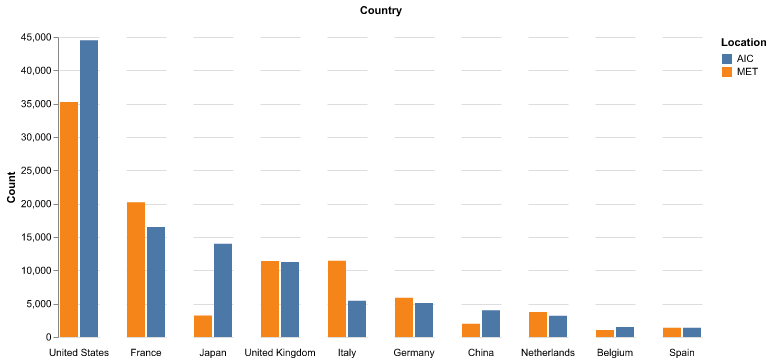 Country
Location
AIC
MET
Count
45,000
40,000
35,000
30,000
25,000
20,000
15,000
10,000
5,000
0
United States France Japan United Kingdom Italy Germany China Netherlands Belgium Spain